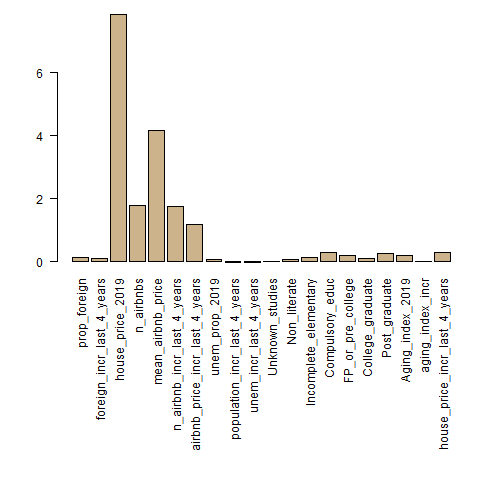 6
4
2
0
prop_foreign
foreign_incr_last_4_years
house_price_2019
n_airbnbs
mean_airbnb_price
n_airbnb_incr_last_4_years
airbnb_price_incr_last_4_years
unem_prop_2019
population_incr_last_4_years
unem_incr_last_4_years
Unknown_studies
Non_literate
Incomplete_elementary
Compulsory_educ
FP_or_pre_college
College_graduate
Post_graduate
Aging_index_2019
aging_index_incr
house_price_incr_last_4_years